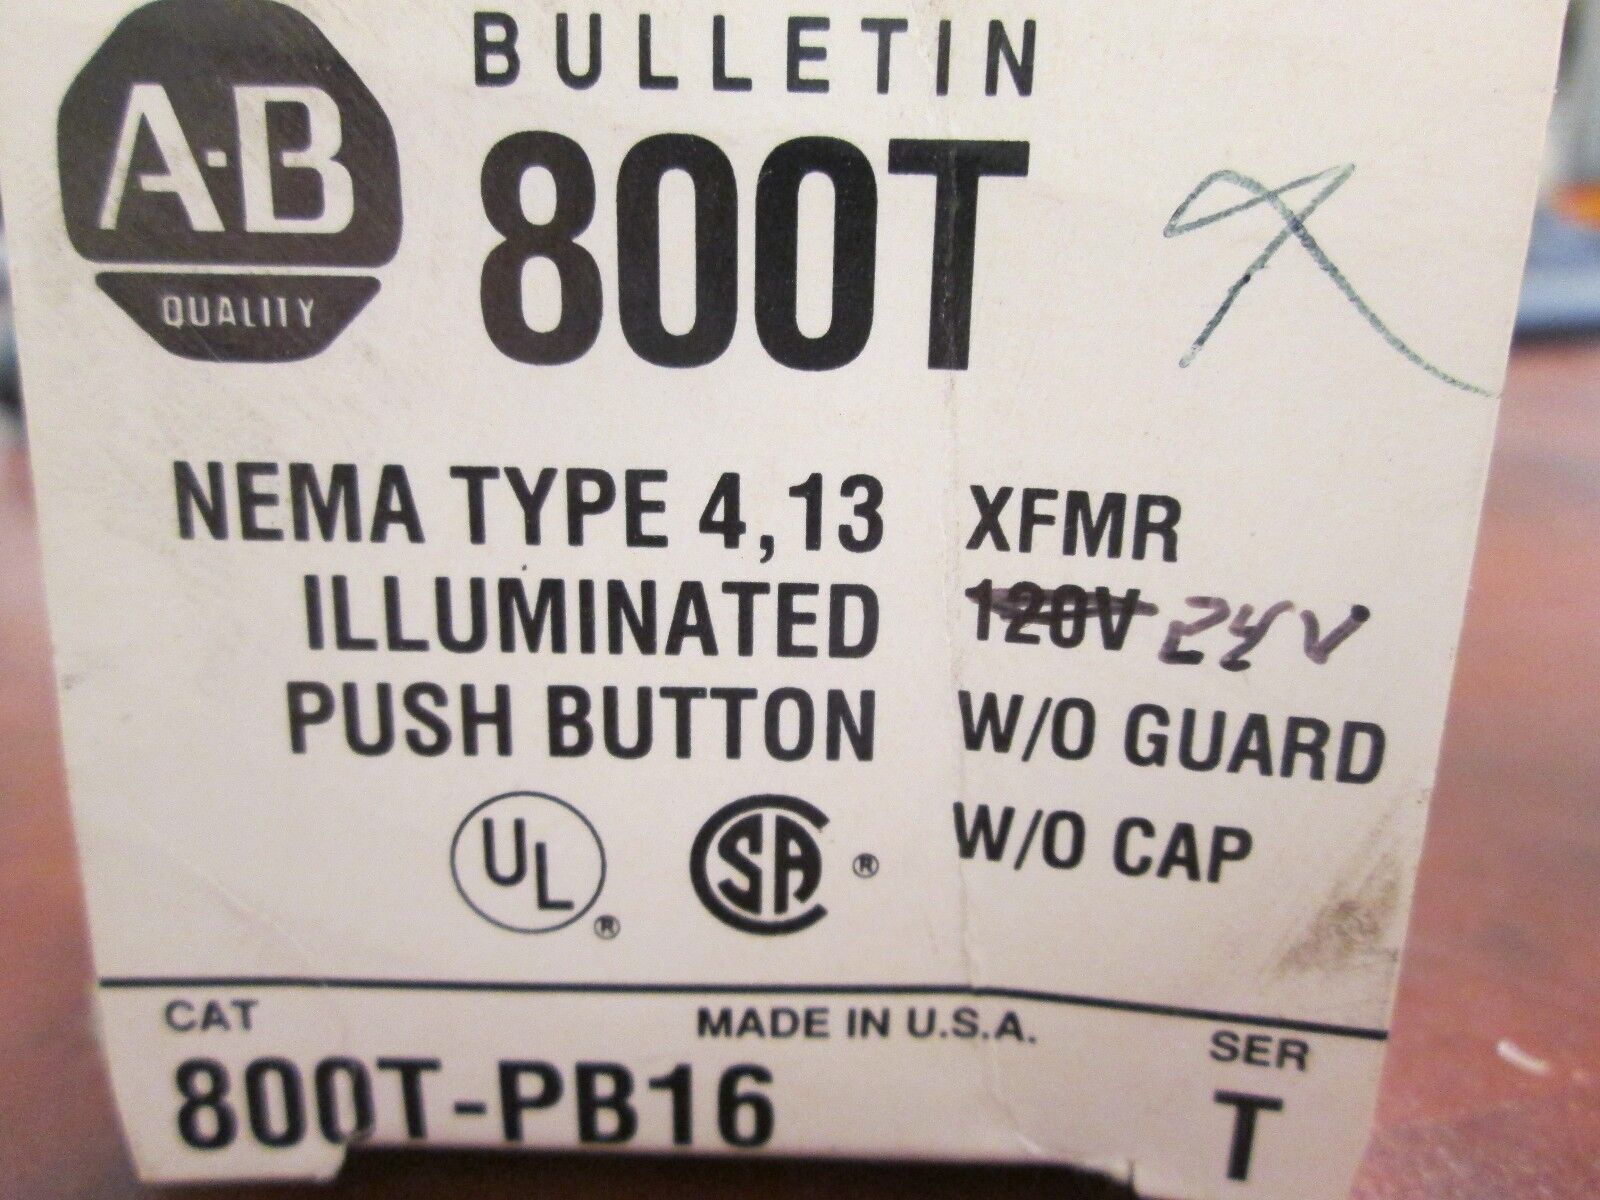 A-B
QUALITY
BULLETIN
800T
NEMA TYPE 4,13
ILLUMINATED
PUSH BUTTON
XFMR
120V 24V
W/O GUARD
W/O CAP
UL®
CSA®
CAT
MADE IN U.S.A.
SER
800T-PB16
T